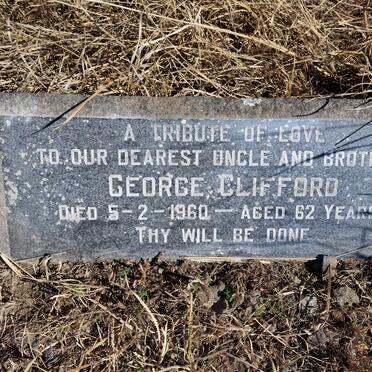 A TRIBUTE OF LOVE
TO OUR DEAREST UNCLE AND BROTH
GEORGE CLIFFORD
DIED 5-2-1960 — AGED 62 YEARS
THY WILL BE DONE